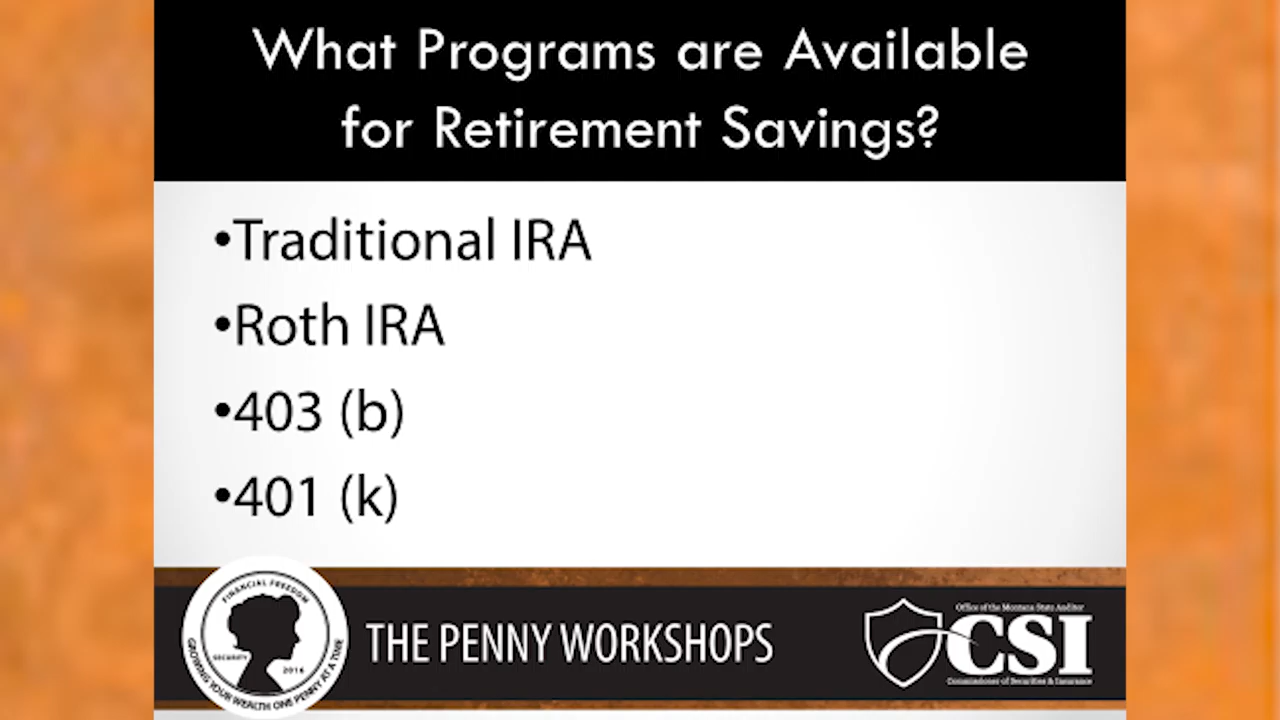 What Programs are Available
for Retirement Savings?
•Traditional IRA
•Roth IRA
•403 (b)
•401 (k)
FINANCIAL FREEDOM
SECURITY
2016
GROWING YOUR WEALTH ONE PENNY AT A TIME
THE PENNY WORKSHOPS
Office of the Montana State Auditor
CSI
Commissioner of Securities & Insurance